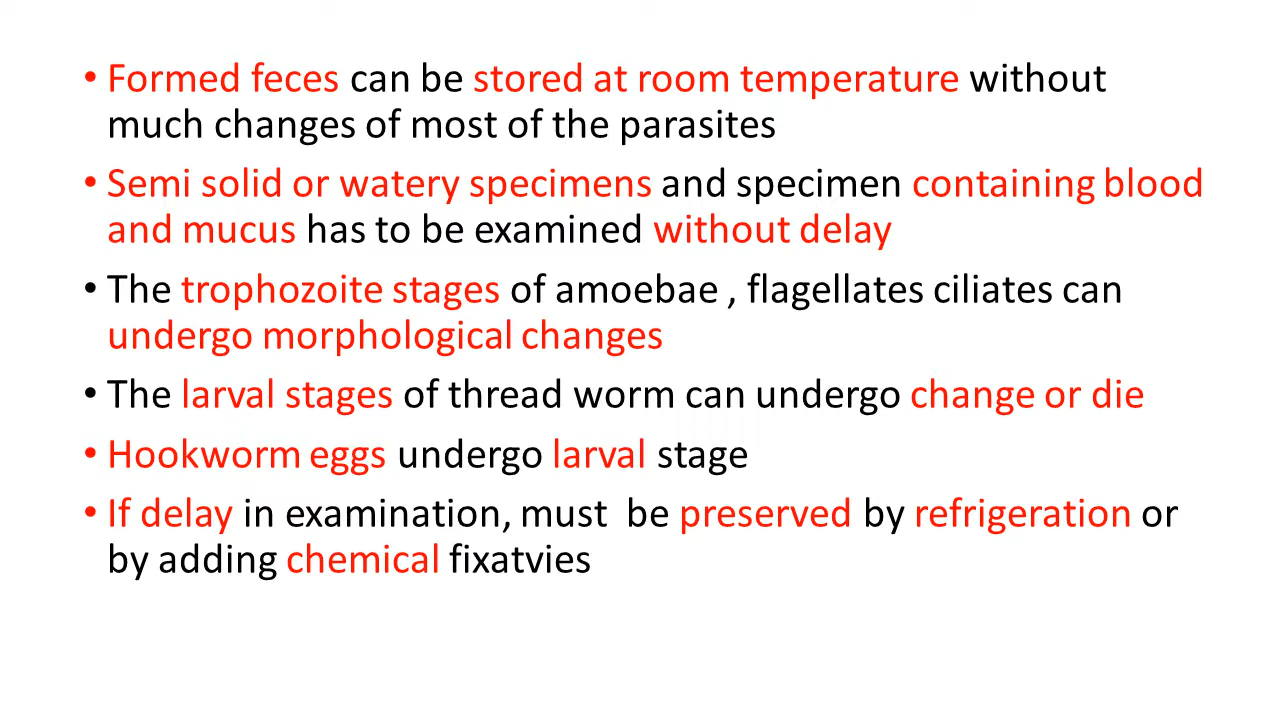 • Formed feces can be stored at room temperature without
much changes of most of the parasites
• Semi solid or watery specimens and specimen containing blood
and mucus has to be examined without delay
• The trophozoite stages of amoebae , flagellates ciliates can
undergo morphological changes
• The larval stages of thread worm can undergo change or die
• Hookworm eggs undergo larval stage
• If delay in examination, must  be preserved by refrigeration or
by adding chemical fixatvies